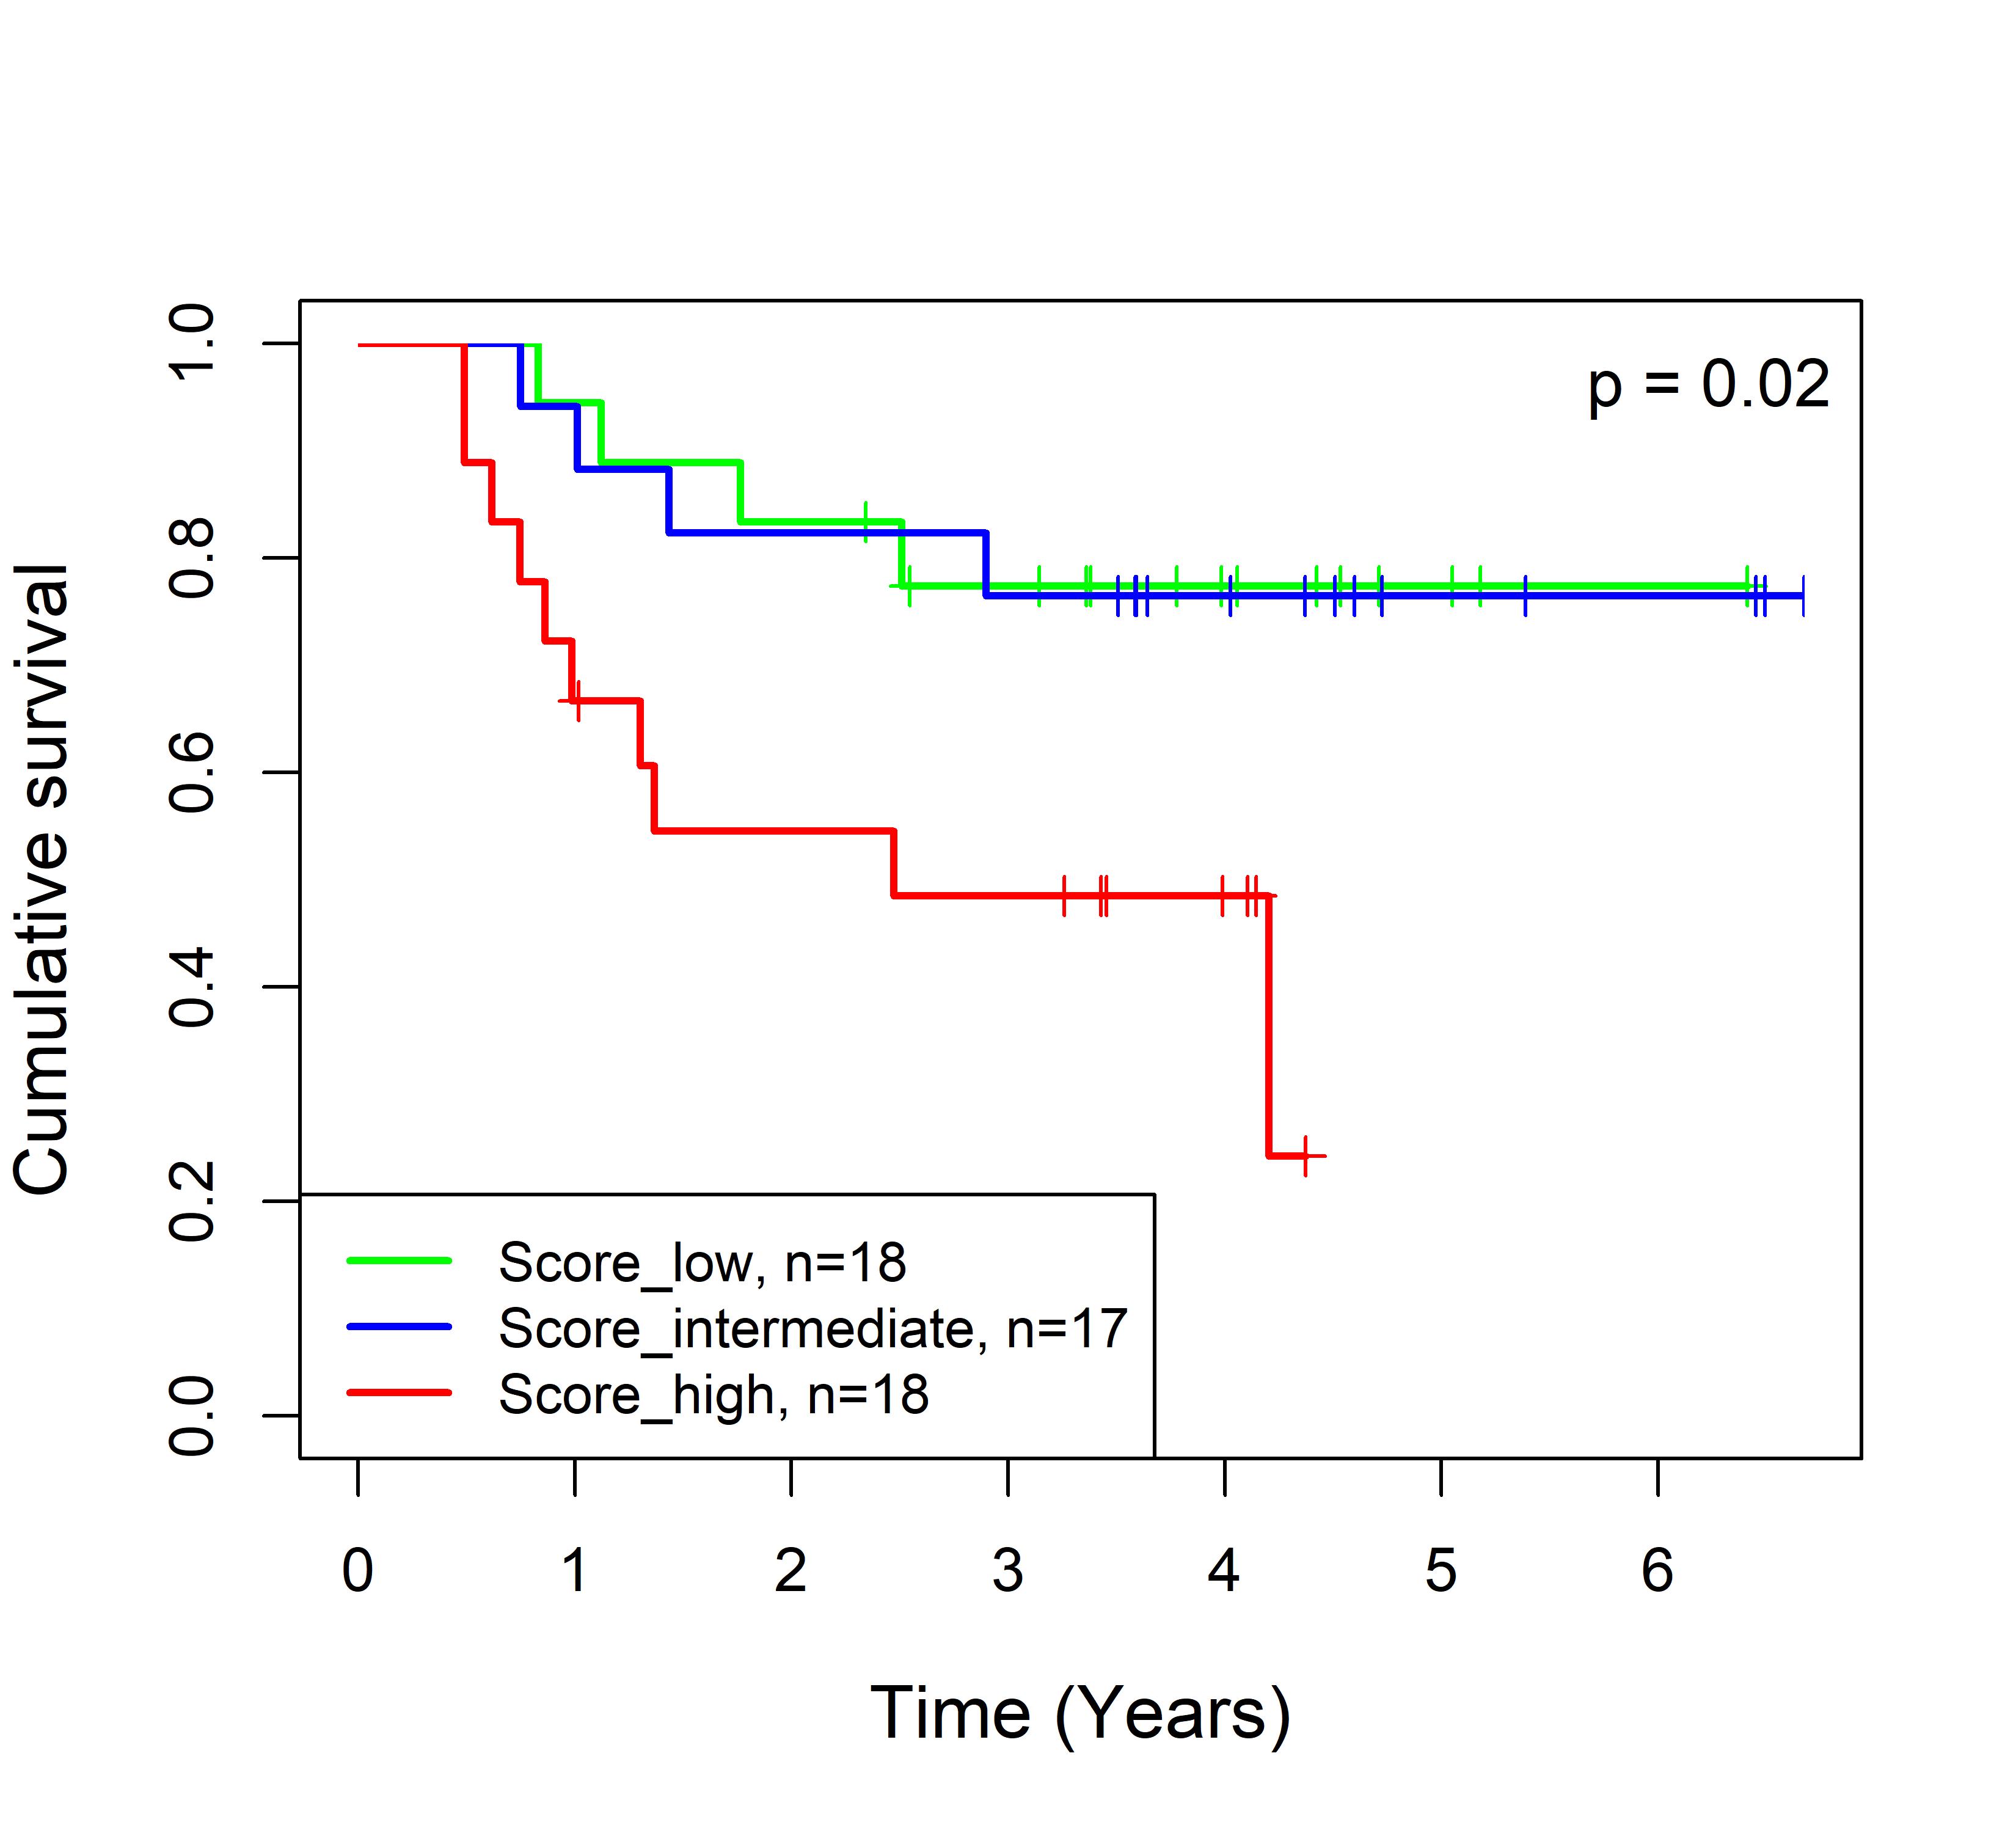 p = 0.02
Cumulative survival
1.0
0.8
0.6
0.4
0.2
0.0
Score_low, n=18
Score_intermediate, n=17
Score_high, n=18
0 1 2 3 4 5 6
Time (Years)